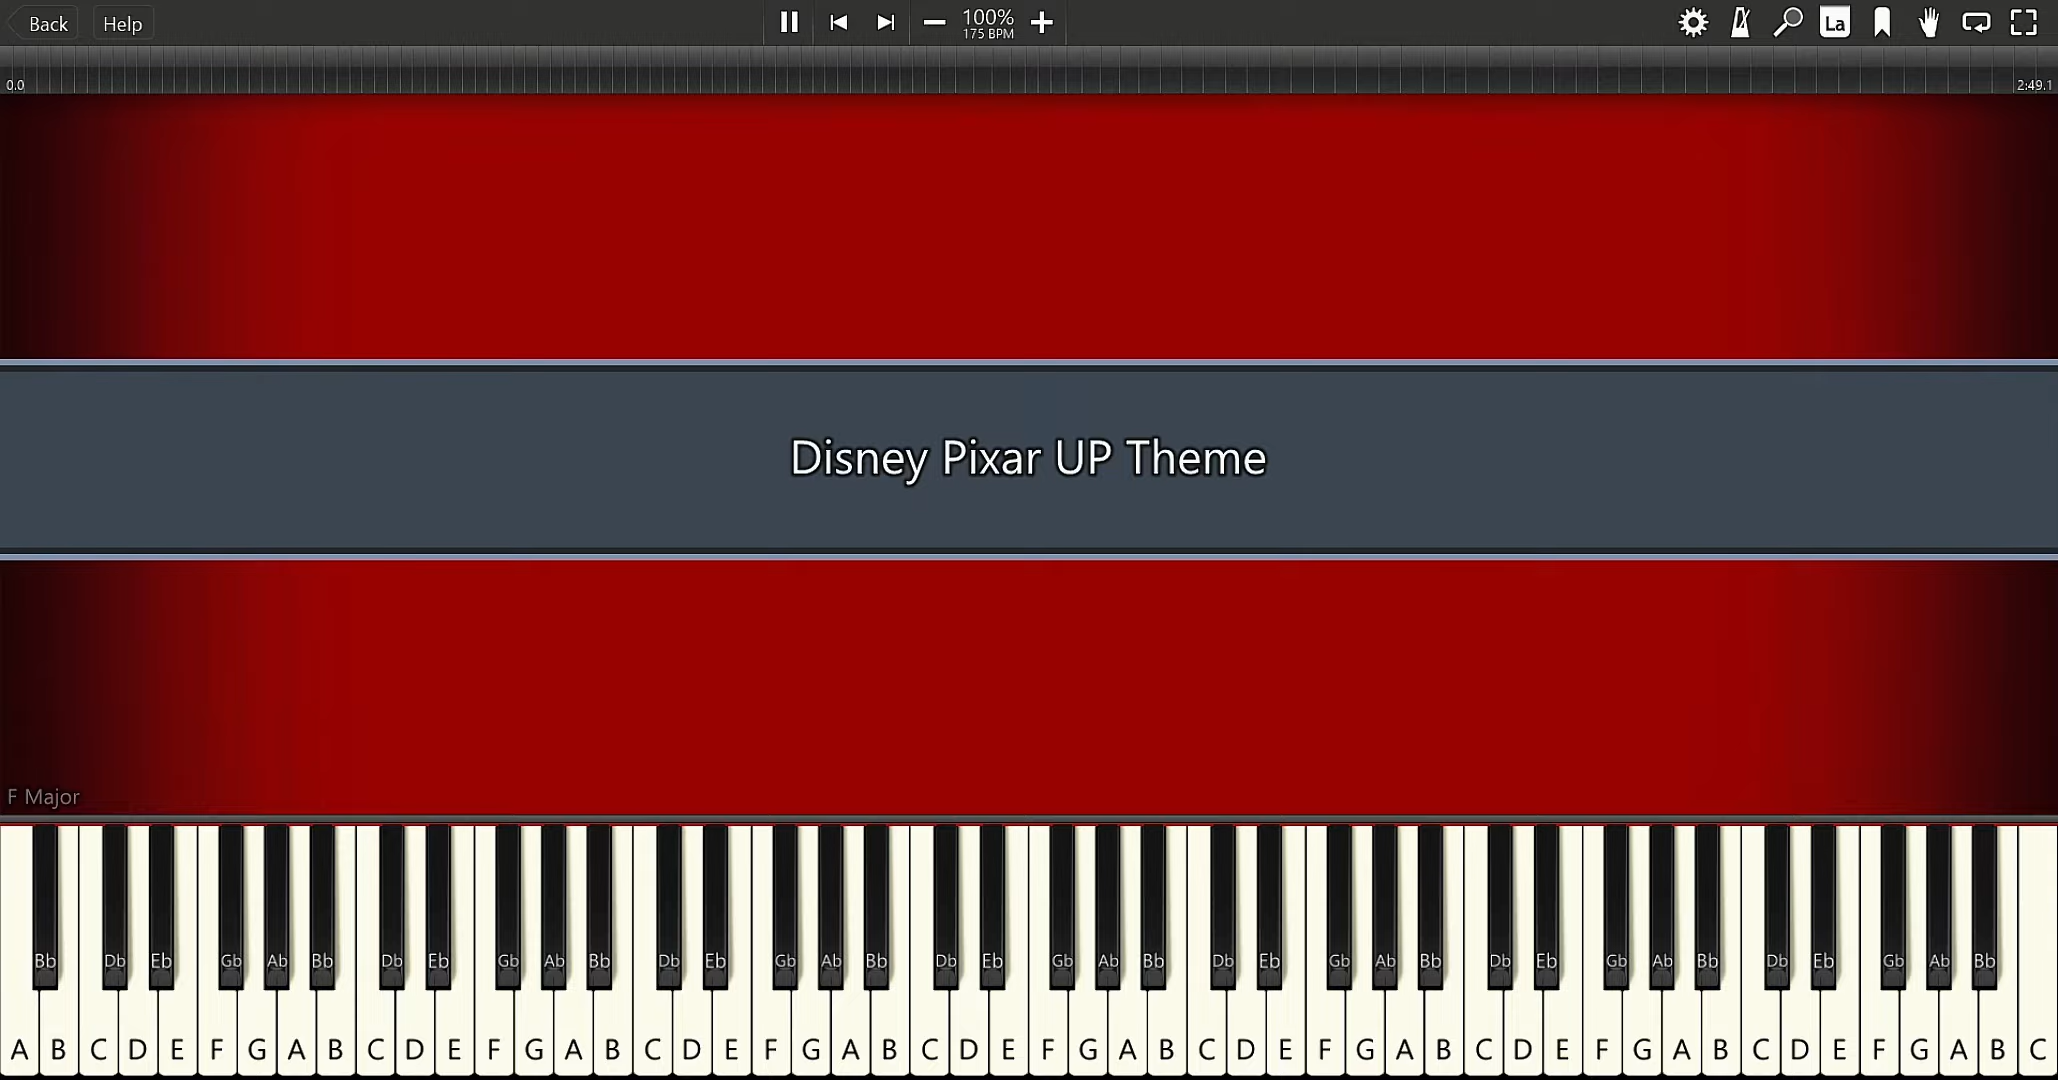 Back Help 100% La
175 BPM
0.0 2:49.1
Disney Pixar UP Theme
F Major
Bb Db Eb Gb Ab Bb Db Eb Gb Ab Bb Db Eb Gb Ab Bb Db Eb Gb Ab Bb Db Eb Gb Ab Bb Db Eb Gb Ab Bb Db Eb Gb Ab Bb
A B C D E F G A B C D E F G A B C D E F G A B C D E F G A B C D E F G A B C D E F G A B C D E F G A B C